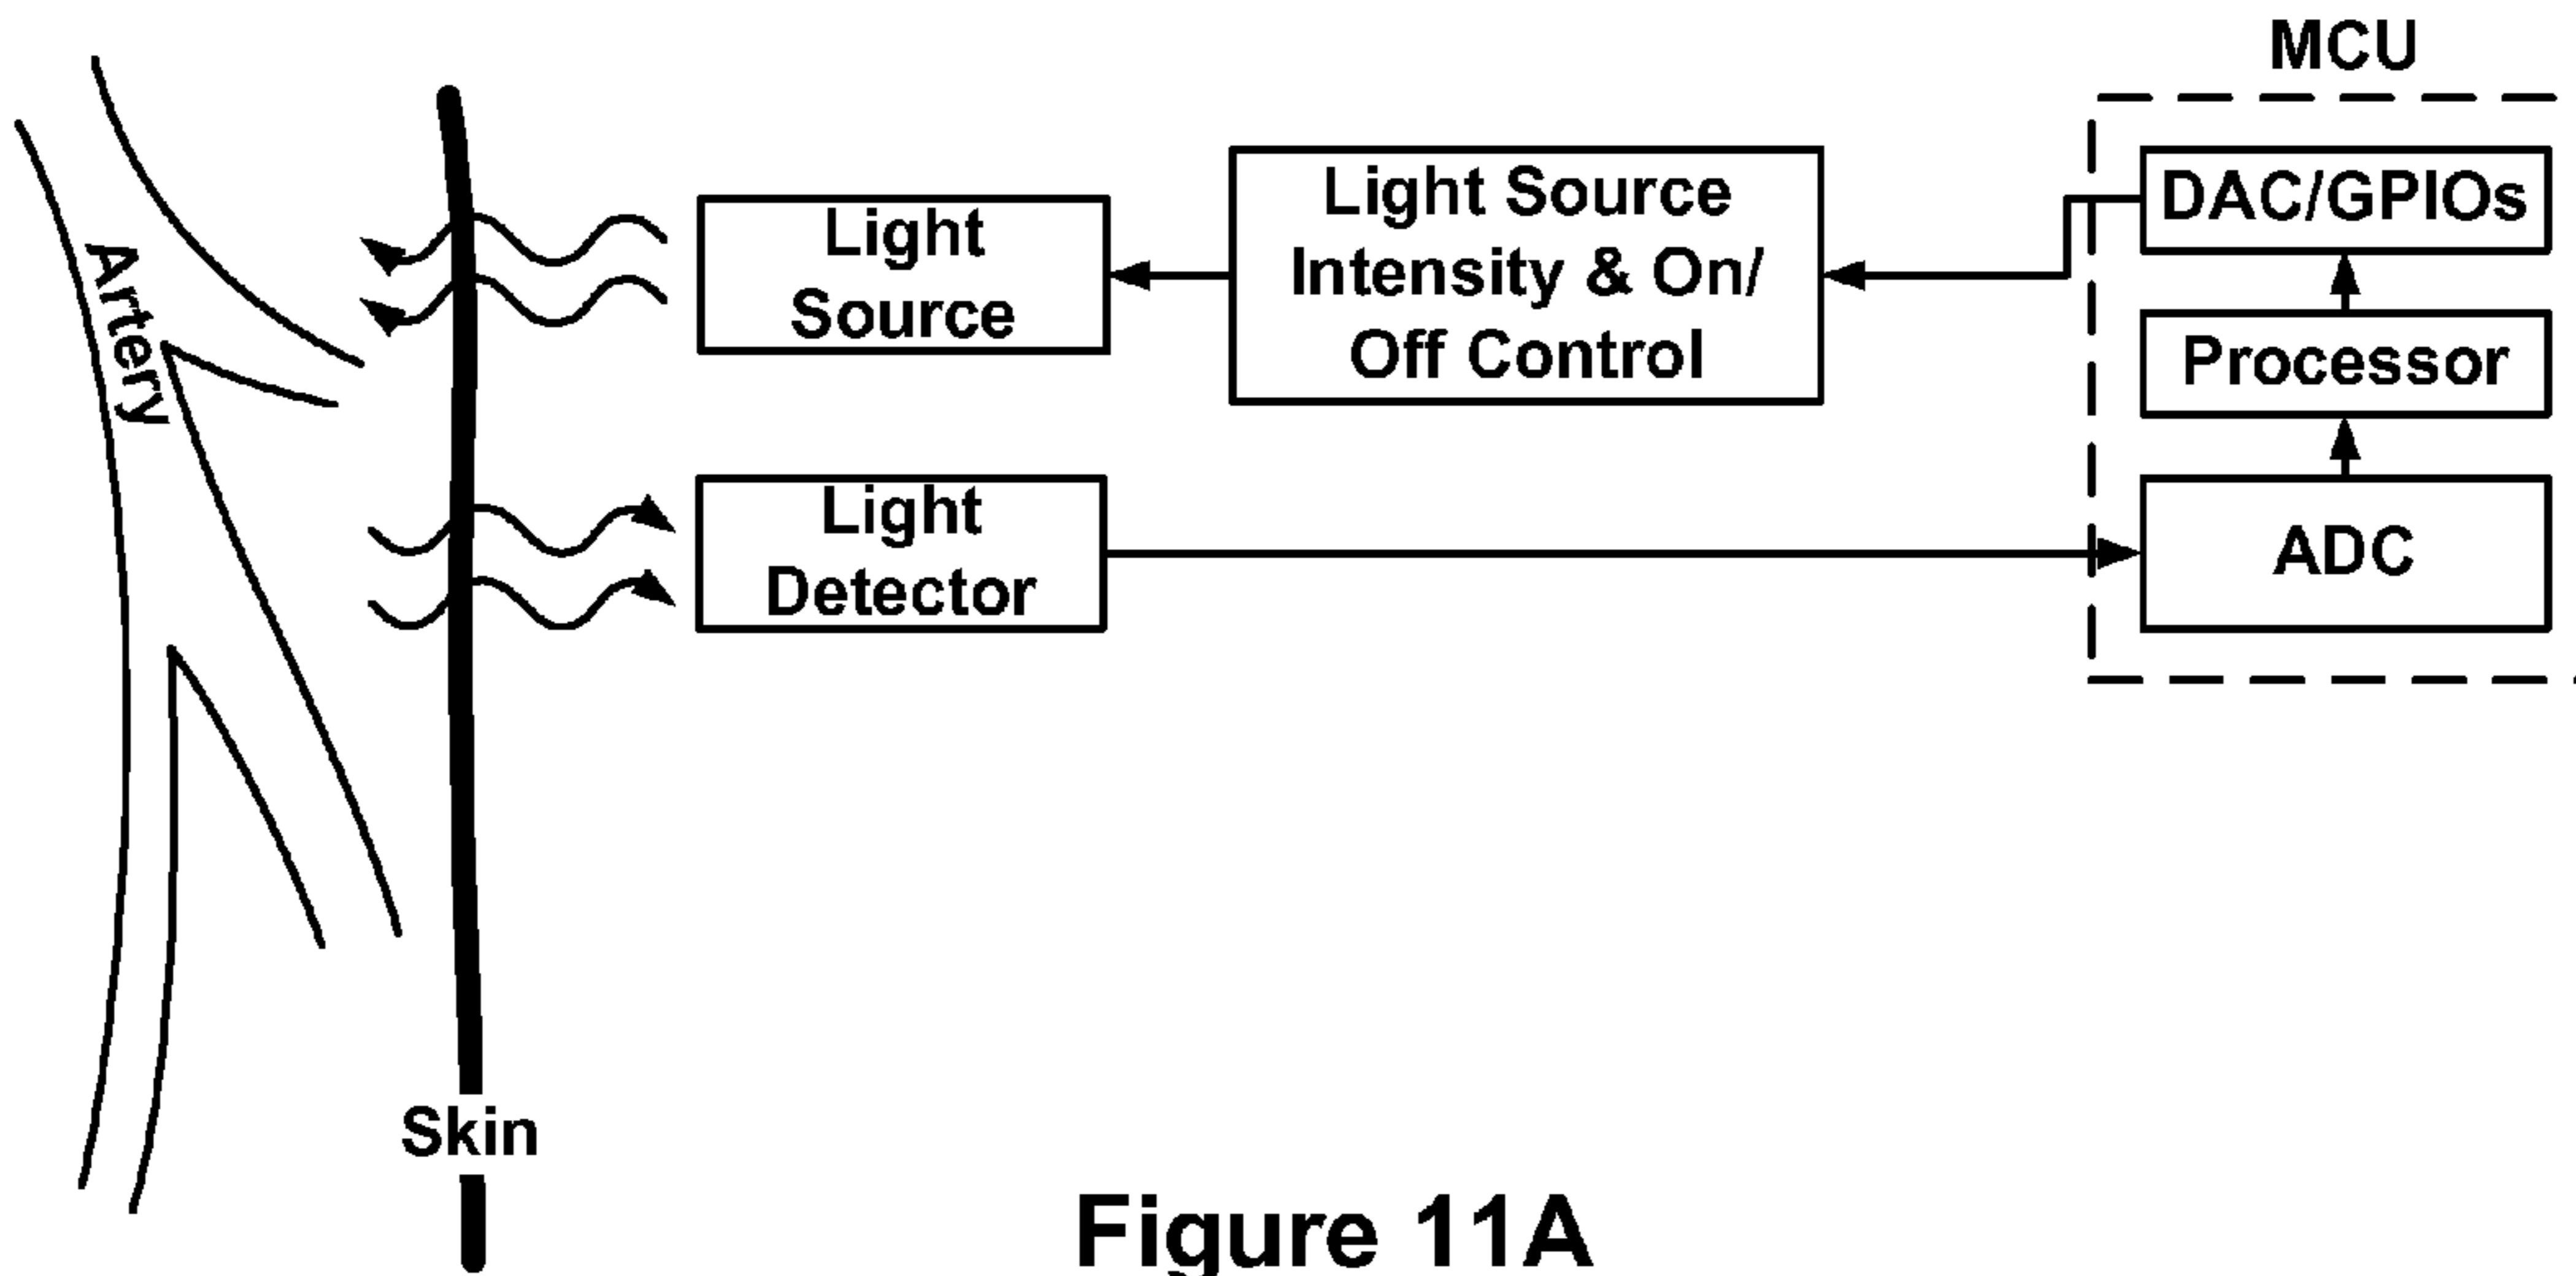 MCU
Light Source
Intensity & On/
Off Control
DAC/GPIOs
Light
Source
Artery
Processor
Light
Detector
ADC
Skin
Figure 11A